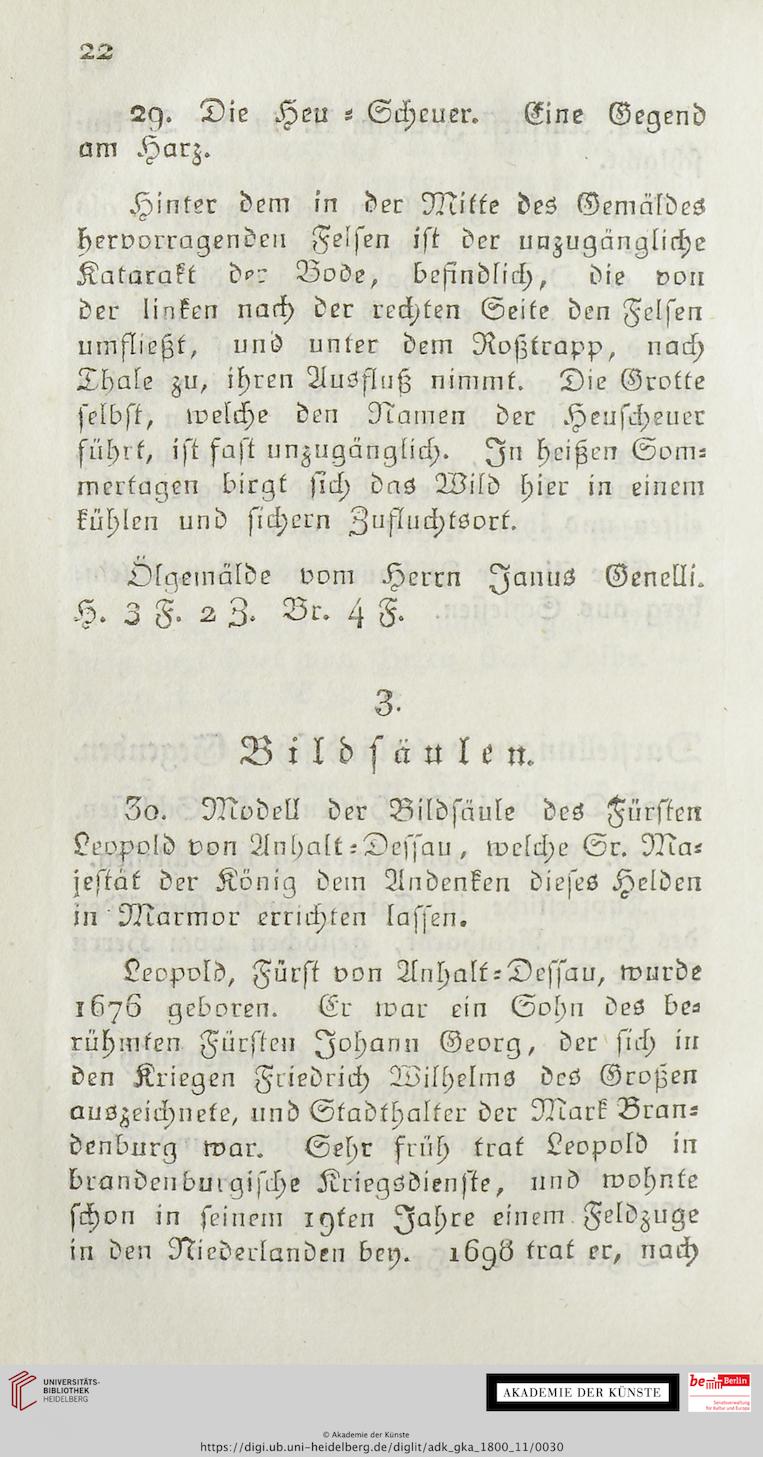 22
29. Die Heu-Scheuer. Eine Gegend
am Harz.
Hinter dem in der Mitte des Gemäldes
hervorragenden Felsen ist der unzugängliche
Katarakt der Bode, befindlich, die von
der linken nach der rechten Seite den Felsen
umfließt, und unter dem Roßtrapp, nach
Thale zu, ihren Ausfluß nimmt. Die Grotte
selbst, welche den Namen der Heuscheuer
führt, ist fast unzugänglich. In heißen Som-
mertagen birgt sich das Wild hier in einem
kühlen und sichern Zufluchtsort.
Ölgemälde vom Herrn Janus Genelli.
H. 3 F. 2 Z. Br. 4 F.
3.
Bildsäulen.
30. Modell der Bildsäule des Fürsten
Leopold von Anhalt-Dessau, welche Sr. Ma-
jestät der König dem Andenken dieses Helden
in Marmor errichten lassen.
Leopold, Fürst von Anhalt-Dessau, wurde
1676 geboren. Er war ein Sohn des be-
rühmten Fürsten Johann Georg, der sich in
den Kriegen Friedrich Wilhelms des Großen
auszeichnete, und Stadthalter der Mark Bran-
denburg war. Sehr früh trat Leopold in
brandenburgische Kriegsdienste, und wohnte
schon in seinem 19ten Jahre einem Feldzuge
in den Niederlanden bey. 1698 trat er, nach
UNIVERSITÄTS-
BIBLIOTHEK
HEIDELBERG
AKADEMIE DER KÜNSTE
be Berlin
Senatsverwaltung
für Kultur und Europa
© Akademie der Künste
https://digi.ub.uni-heidelberg.de/diglit/adk_gka_1800_11/0030